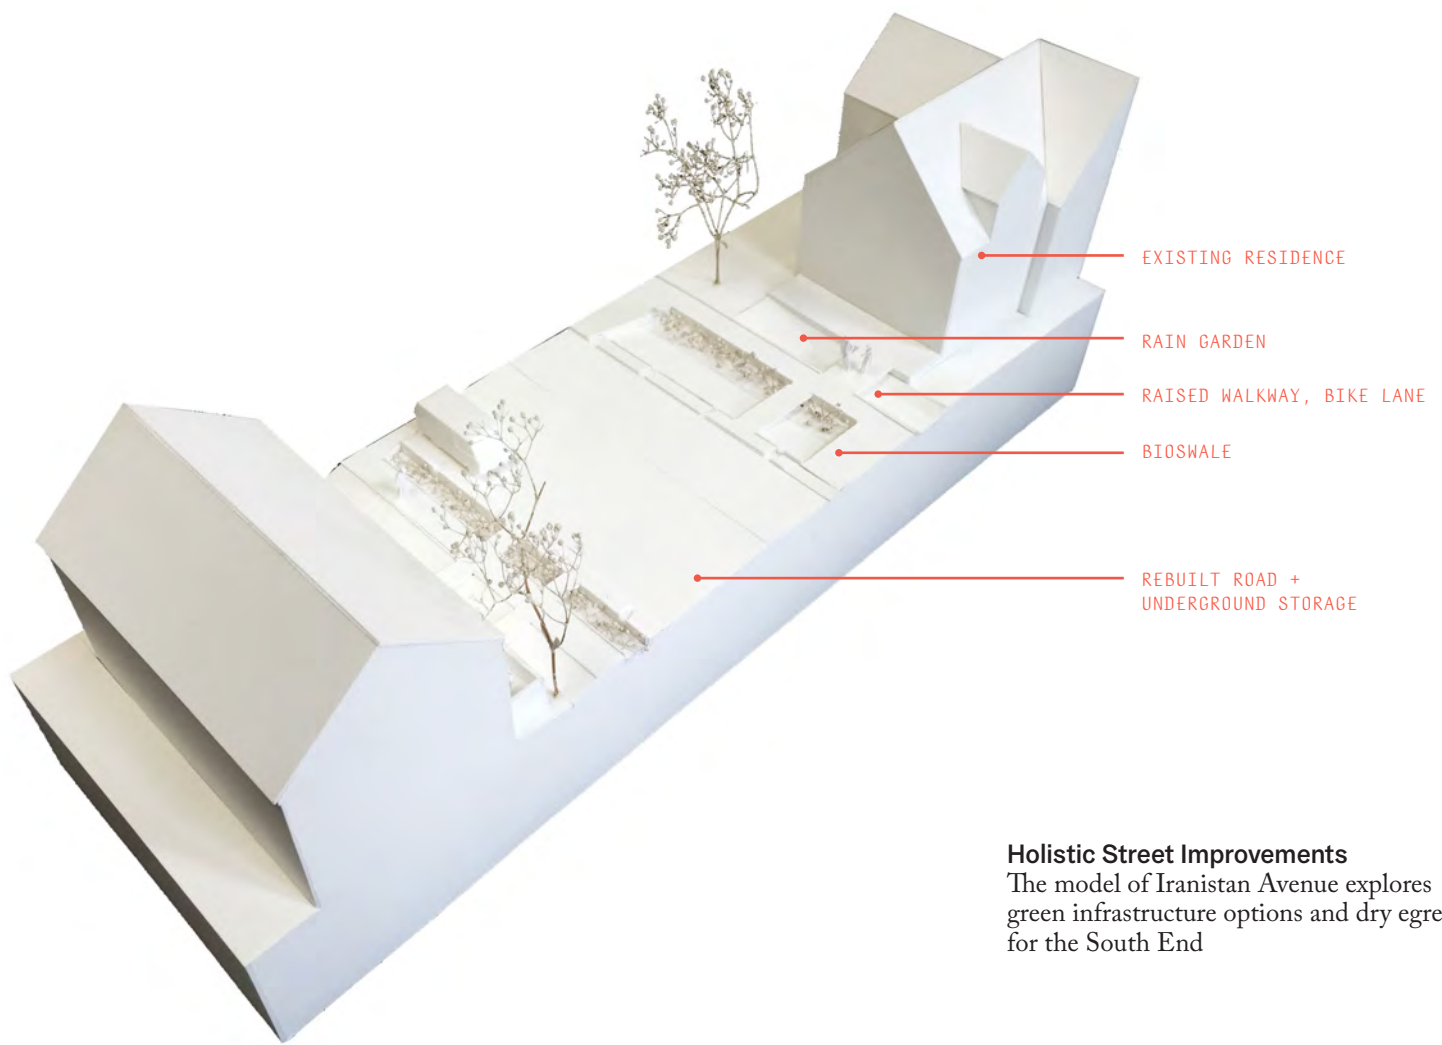 EXISTING RESIDENCE
RAIN GARDEN
RAISED WALKWAY, BIKE LANE
BIOSWALE
REBUILT ROAD +
UNDERGROUND STORAGE
Holistic Street Improvements
The model of Iranistan Avenue explores
green infrastructure options and dry egre
for the South End